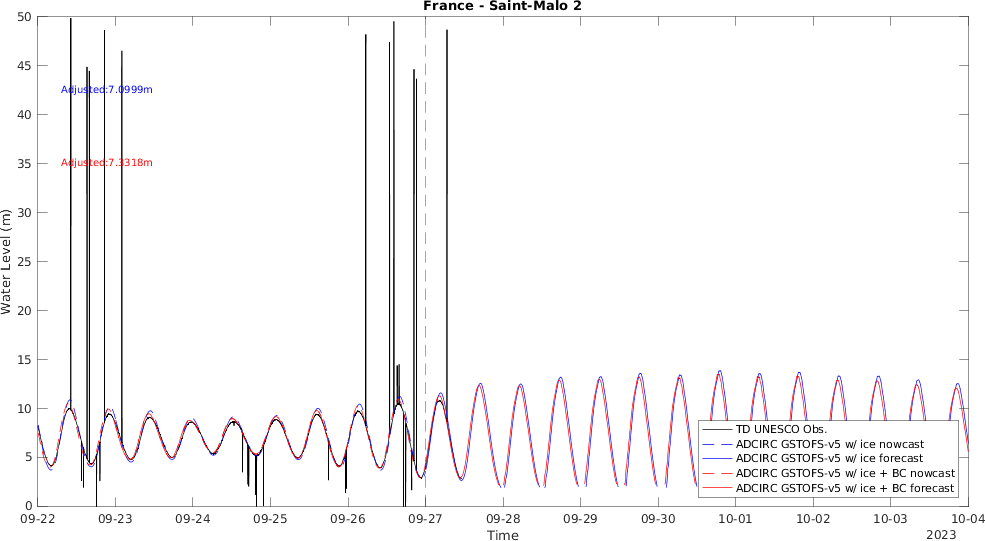 France - Saint-Malo 2
Water Level (m)
50
45
40
35
30
25
20
15
10
5
0
Adjusted:7.0999m
Adjusted:7.3318m
TD UNESCO Obs.
ADCIRC GSTOFS-v5 w/ ice nowcast
ADCIRC GSTOFS-v5 w/ ice forecast
ADCIRC GSTOFS-v5 w/ ice + BC nowcast
ADCIRC GSTOFS-v5 w/ ice + BC forecast
09-22 09-23 09-24 09-25 09-26 09-27 09-28 09-29 09-30 10-01 10-02 10-03 10-04
Time
2023